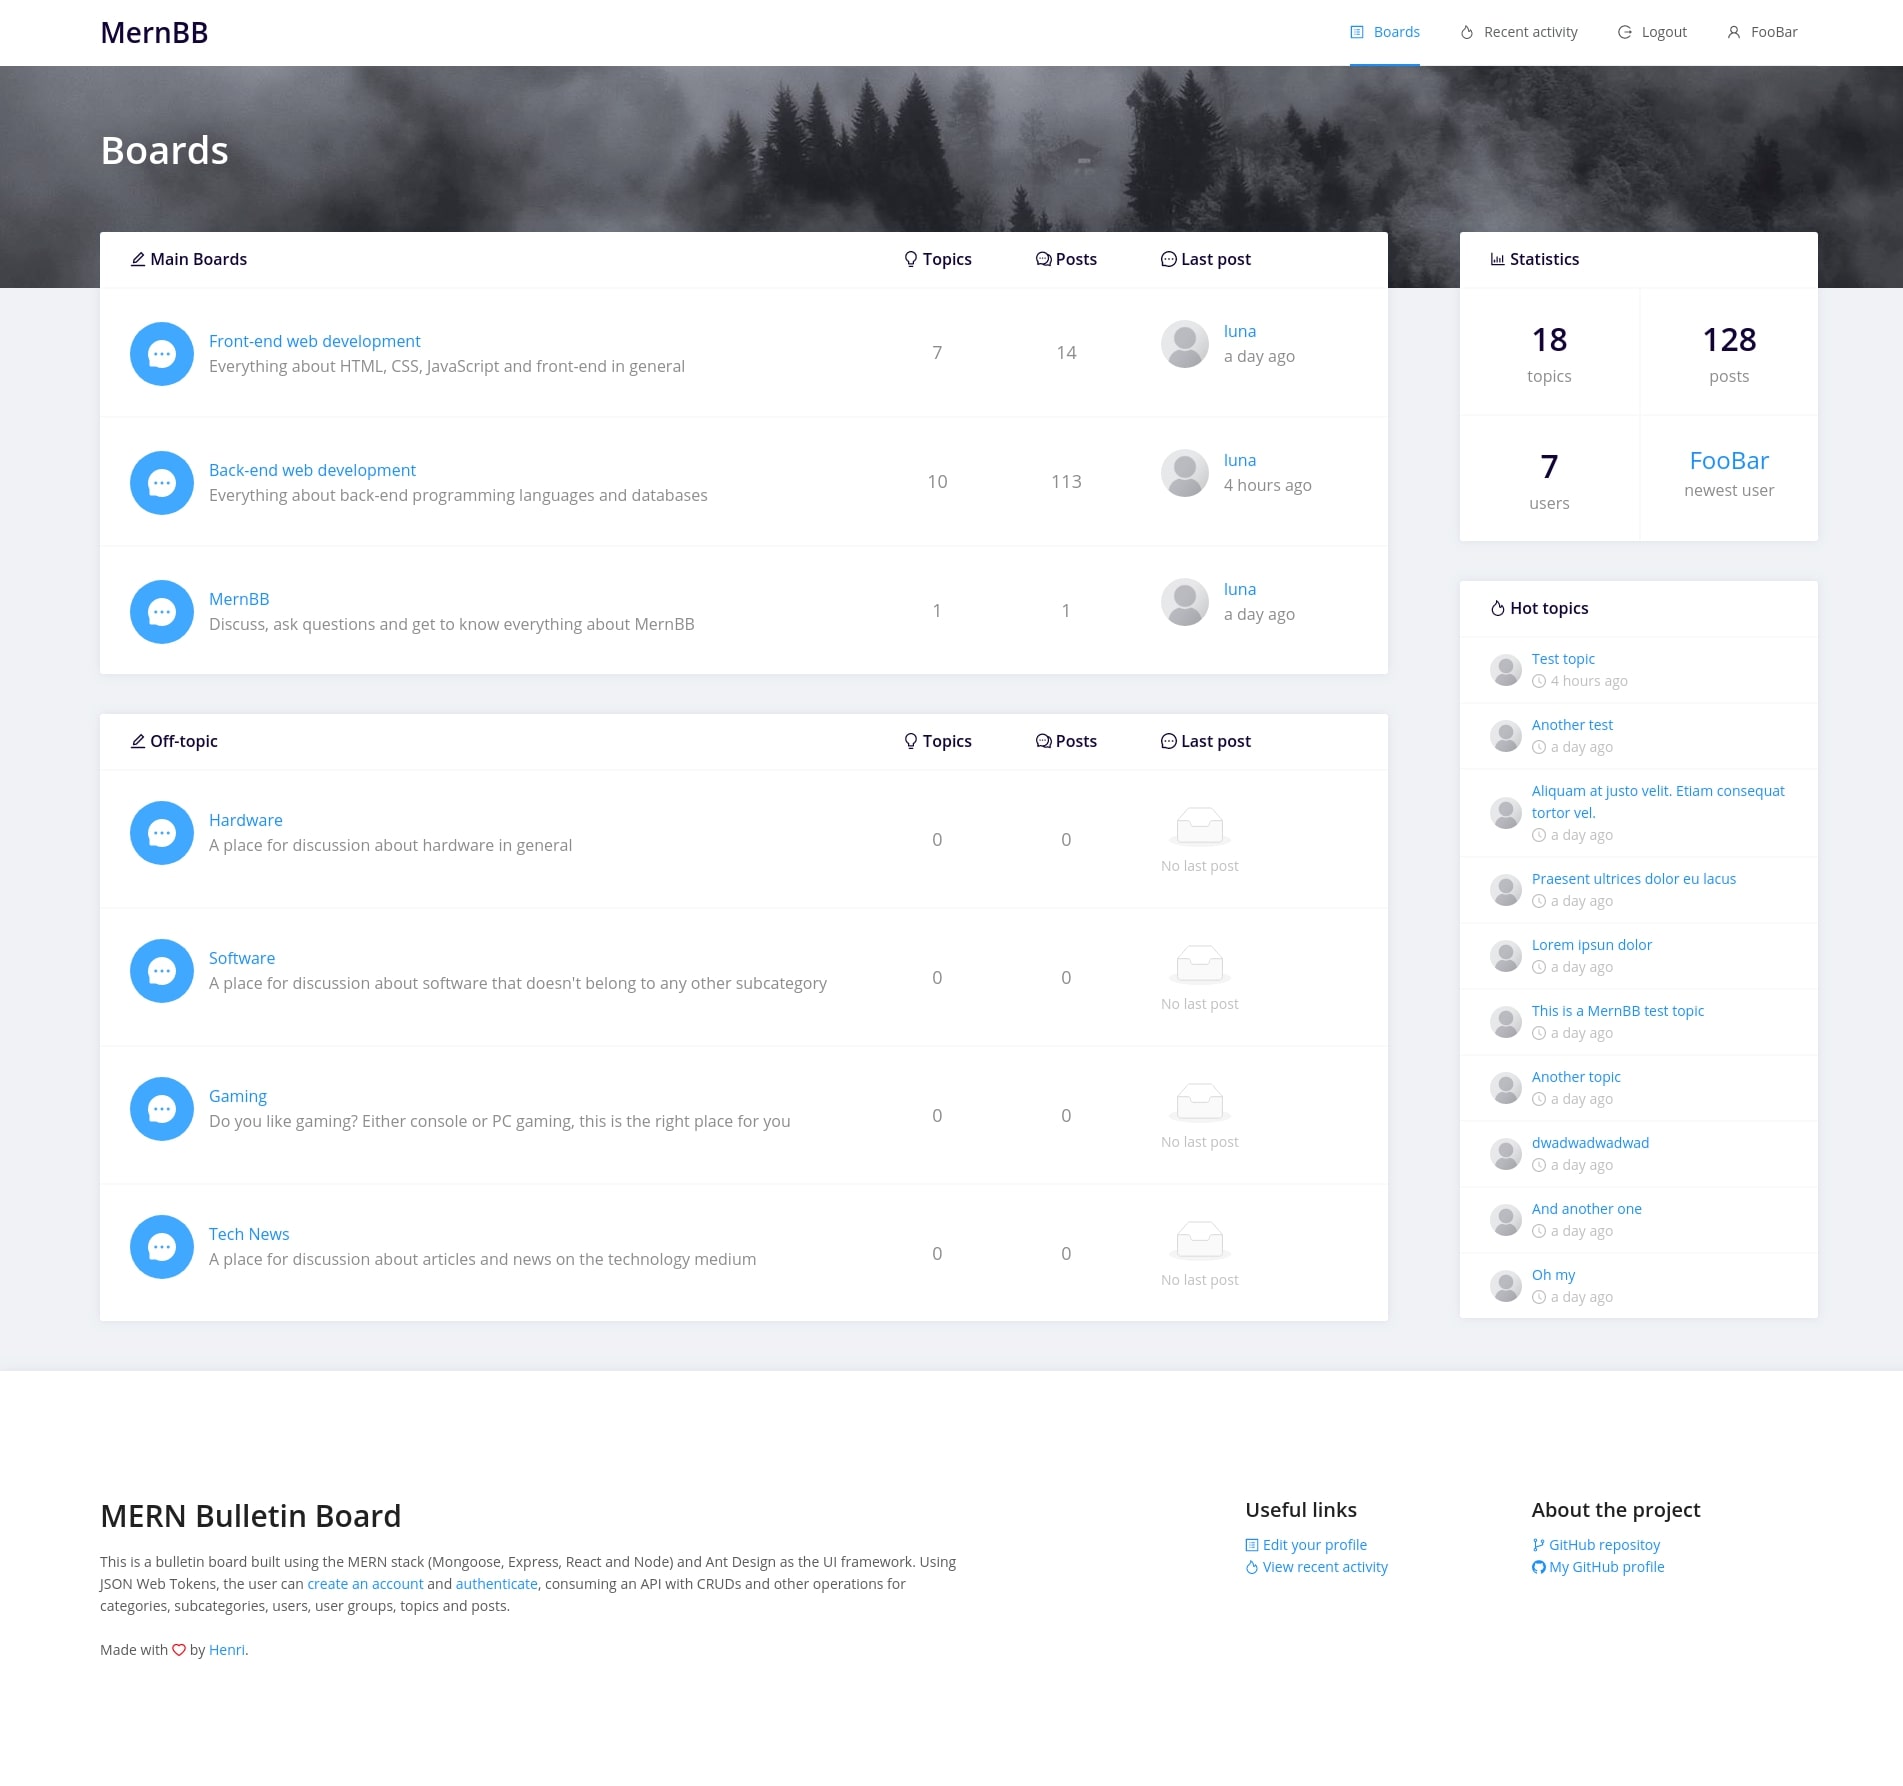 MernBB
Boards
Recent activity
Logout
FooBar
Boards
Main Boards
Topics
Posts
Last post
Front-end web development
Everything about HTML, CSS, JavaScript and front-end in general
7
14
luna
a day ago
Back-end web development
Everything about back-end programming languages and databases
10
113
luna
4 hours ago
MernBB
Discuss, ask questions and get to know everything about MernBB
1
1
luna
a day ago
Off-topic
Topics
Posts
Last post
Hardware
A place for discussion about hardware in general
0
0
No last post
Software
A place for discussion about software that doesn't belong to any other subcategory
0
0
No last post
Gaming
Do you like gaming? Either console or PC gaming, this is the right place for you
0
0
No last post
Tech News
A place for discussion about articles and news on the technology medium
0
0
No last post
Statistics
18
topics
128
posts
7
users
FooBar
newest user
Hot topics
Test topic
4 hours ago
Another test
a day ago
Aliquam at justo velit. Etiam consequat
tortor vel.
a day ago
Praesent ultrices dolor eu lacus
a day ago
Lorem ipsun dolor
a day ago
This is a MernBB test topic
a day ago
Another topic
a day ago
dwadwadwadwad
a day ago
And another one
a day ago
Oh my
a day ago
MERN Bulletin Board
This is a bulletin board built using the MERN stack (Mongoose, Express, React and Node) and Ant Design as the UI framework. Using
JSON Web Tokens, the user can create an account and authenticate, consuming an API with CRUDs and other operations for
categories, subcategories, users, user groups, topics and posts.
Made with by Henri.
Useful links
Edit your profile
View recent activity
About the project
GitHub repositoy
My GitHub profile